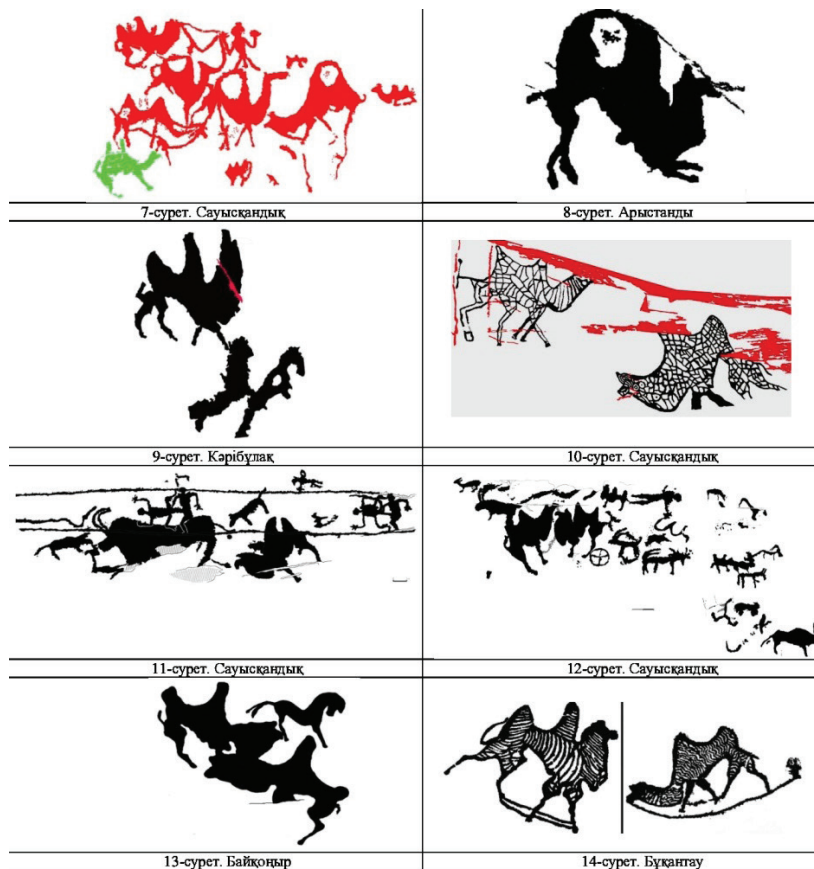 7-сурет. Сауысқандық
8-сурет. Арыстанды
9-сурет. Кәрібұлақ
10-сурет. Сауысқандық
11-сурет. Сауысқандық
12-сурет. Сауысқандық
13-сурет. Байқоңыр
14-сурет. Бұқантау